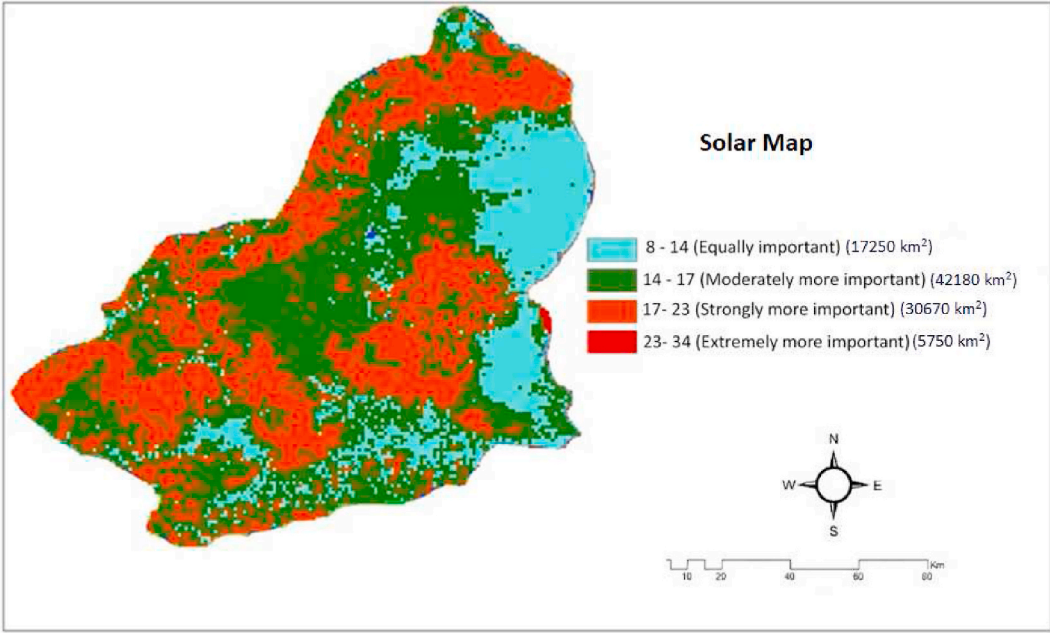 Solar Map
8 - 14 (Equally important) (17250 km²)
14 - 17 (Moderately more important) (42180 km²)
17- 23 (Strongly more important) (30670 km²)
23- 34 (Extremely more important) (5750 km²)
N
W E
S
Km
10 20 40 60 80